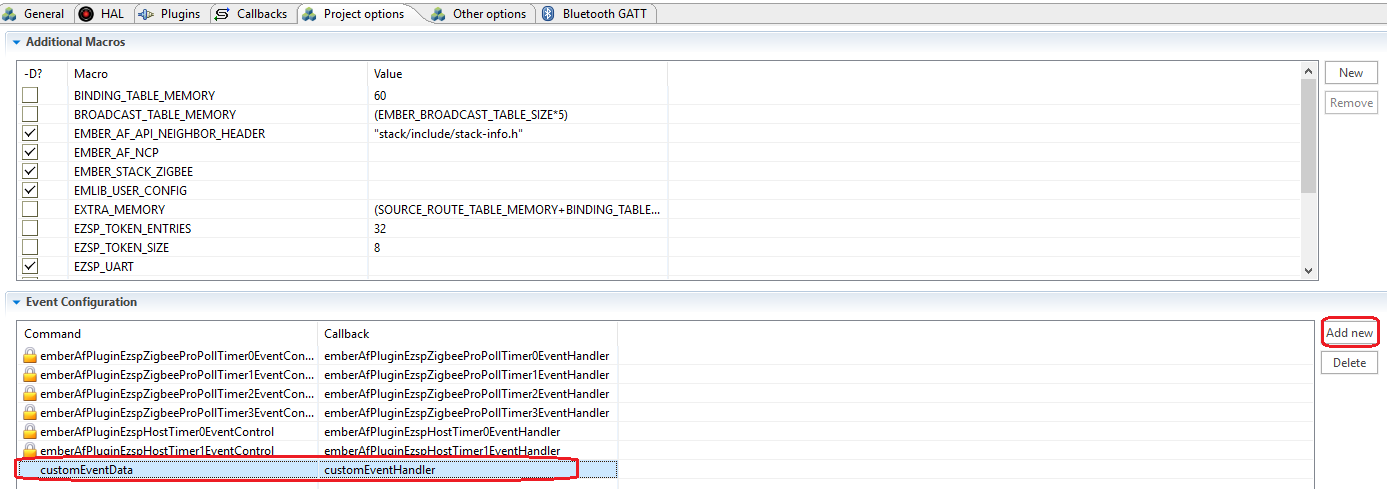 General HAL Plugins Callbacks Project options Other options Bluetooth GATT
Additional Macros
-D? Macro Value
New
BINDING_TABLE_MEMORY 60
Remove
BROADCAST_TABLE_MEMORY (EMBER_BROADCAST_TABLE_SIZE*5)
EMBER_AF_API_NEIGHBOR_HEADER "stack/include/stack-info.h"
EMBER_AF_NCP
EMBER_STACK_ZIGBEE
EMLIB_USER_CONFIG
EXTRA_MEMORY (SOURCE_ROUTE_TABLE_MEMORY+BINDING_TABLE...
EZSP_TOKEN_ENTRIES 32
EZSP_TOKEN_SIZE 8
EZSP_UART
Event Configuration
Command Callback Add new
emberAfPluginEzspZigbeeProPollTimer0EventCon... emberAfPluginEzspZigbeeProPollTimer0EventHandler
Delete
emberAfPluginEzspZigbeeProPollTimer1EventCon... emberAfPluginEzspZigbeeProPollTimer1EventHandler
emberAfPluginEzspZigbeeProPollTimer2EventCon... emberAfPluginEzspZigbeeProPollTimer2EventHandler
emberAfPluginEzspZigbeeProPollTimer3EventCon... emberAfPluginEzspZigbeeProPollTimer3EventHandler
emberAfPluginEzspHostTimer0EventControl emberAfPluginEzspHostTimer0EventHandler
emberAfPluginEzspHostTimer1EventControl emberAfPluginEzspHostTimer1EventHandler
customEventData customEventHandler